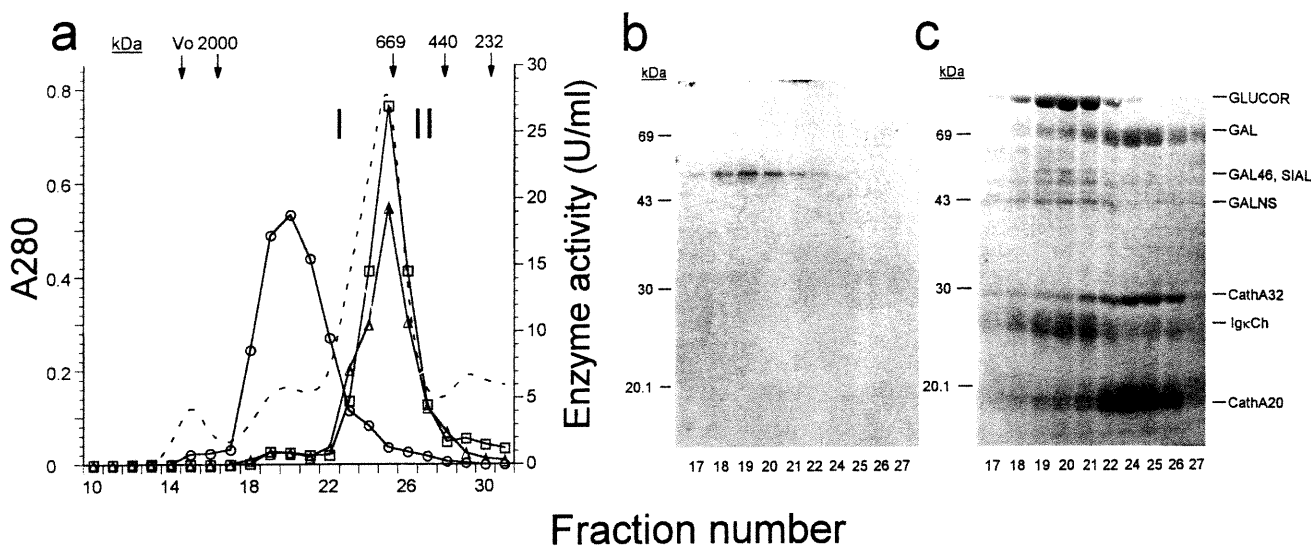 a
kDa Vo 2000 669 440 232
A280
0.8
0.6
0.4
0.2
0
I II
30
25
20
15
10
5
0
Enzyme activity (U/ml)
10 14 18 22 26 30
b
kDa
69
43
30
20.1
17 18 19 20 21 22 24 25 26 27
c
kDa
69
43
30
20.1
GLUCOR
GAL
GAL46, SIAL
GALNS
CathA32
IgκCh
CathA20
17 18 19 20 21 22 24 25 26 27
Fraction number